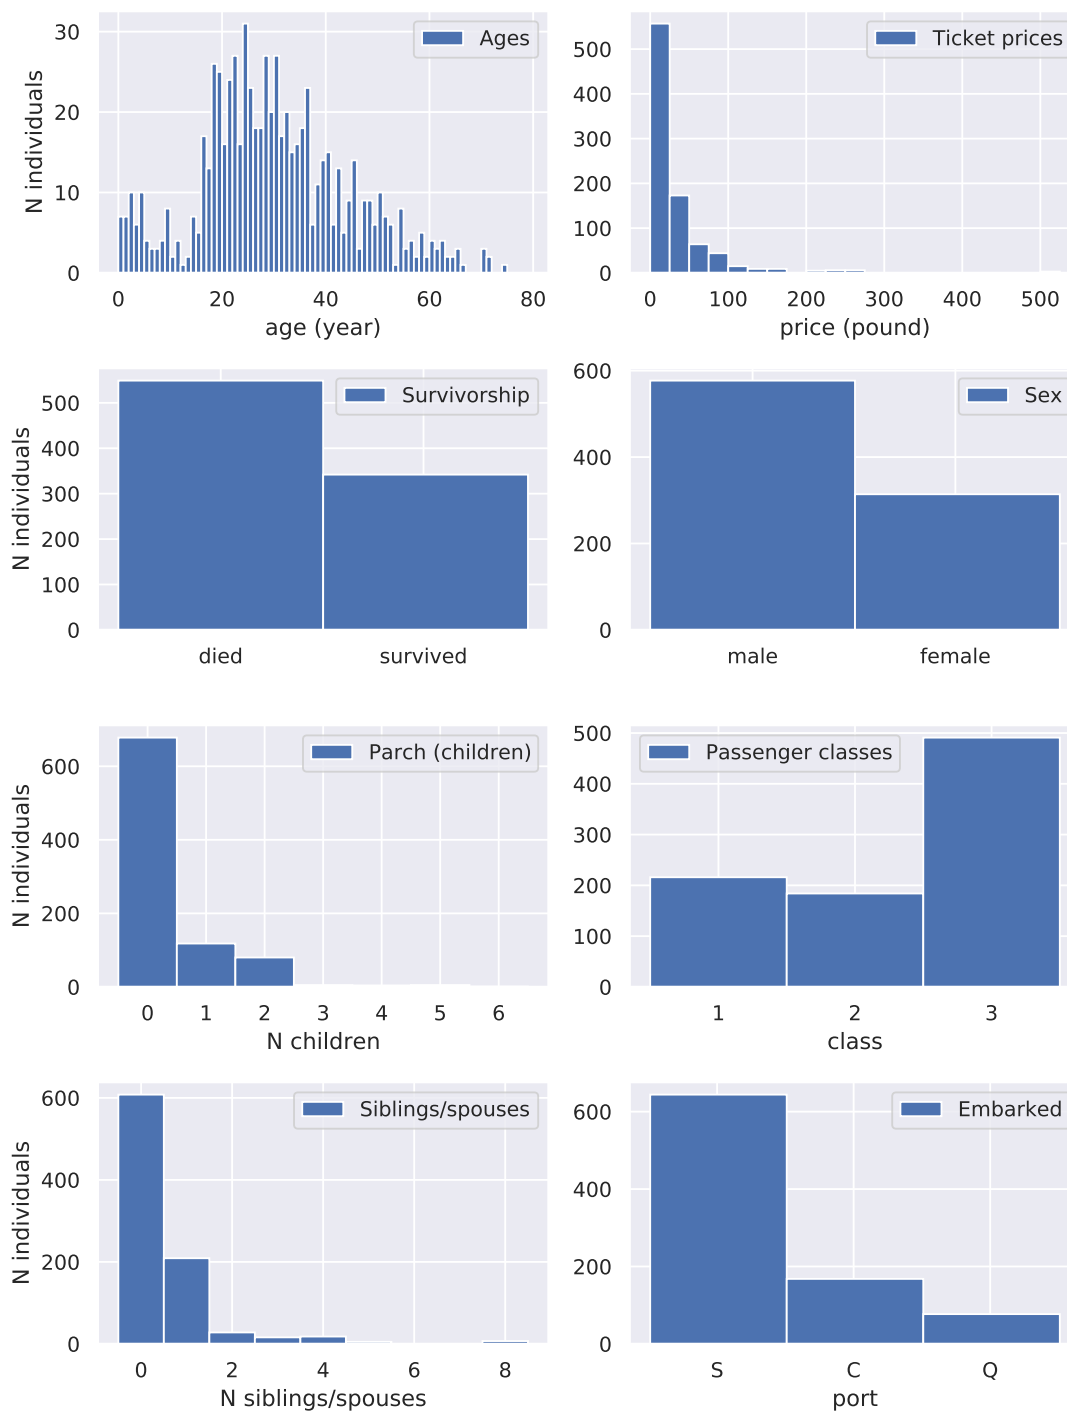 Ages
30
20
10
0
N individuals
0 20 40 60 80
age (year)
Ticket prices
500
400
300
200
100
0
0 100 200 300 400 500
price (pound)
Survivorship
500
400
300
200
100
0
N individuals
died survived
Sex
600
400
200
0
male female
Parch (children)
600
400
200
0
N individuals
0 1 2 3 4 5 6
N children
Passenger classes
500
400
300
200
100
0
1 2 3
class
Siblings/spouses
600
400
200
0
N individuals
0 2 4 6 8
N siblings/spouses
Embarked
600
400
200
0
S C Q
port